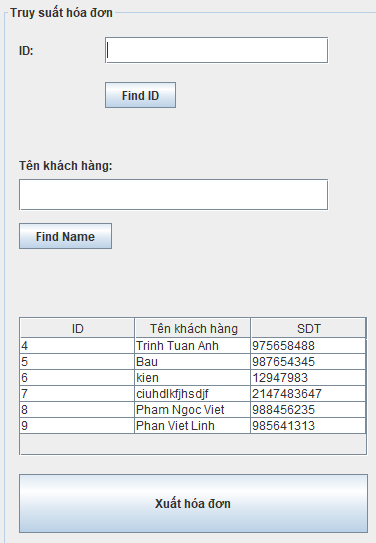 Truy suất hóa đơn
ID:
Find ID
Tên khách hàng:
Find Name
ID Tên khách hàng SDT
4 Trinh Tuan Anh 975658488
5 Bau 987654345
6 kien 12947983
7 ciuhdlkfjhsdjf 2147483647
8 Pham Ngoc Viet 988456235
9 Phan Viet Linh 985641313
Xuất hóa đơn